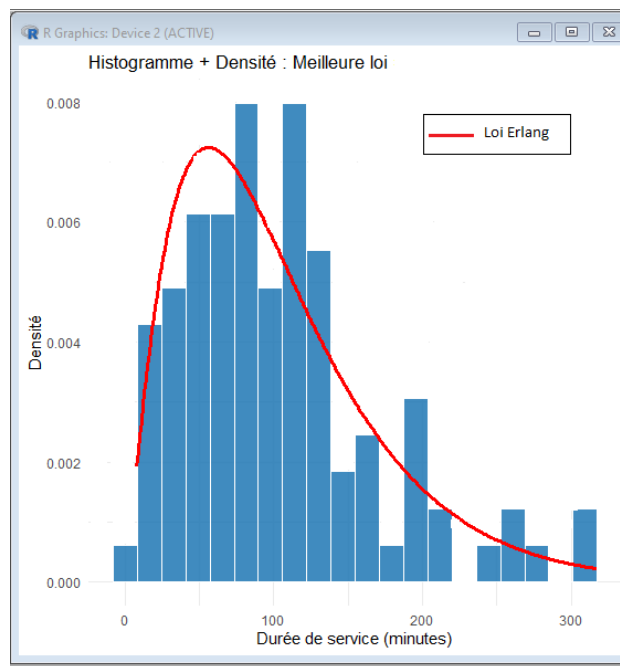 R Graphics: Device 2 (ACTIVE)
Histogramme + Densité : Meilleure loi
Loi Erlang
0.008
0.006
0.004
0.002
0.000
Densité
0
100
200
300
Durée de service (minutes)